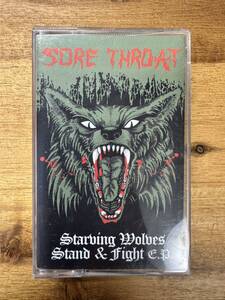 SORE THROAT
Starving Wolves
Stand & Fight E.P.